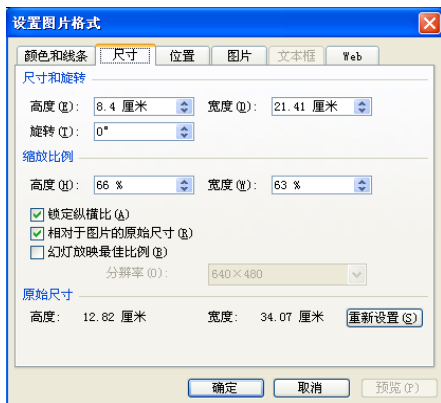 设置图片格式
颜色和线条 尺寸 位置 图片 文本框 Web
尺寸和旋转
高度(E): 8.4 厘米 宽度(D): 21.41 厘米
旋转(T): 0°
缩放比例
高度(H): 66 % 宽度(W): 63 %
锁定纵横比(A)
相对于图片的原始尺寸(R)
幻灯放映最佳比例(B)
分辨率(O): 640×480
原始尺寸
高度: 12.82 厘米 宽度: 34.07 厘米 重新设置(S)
确定 取消 预览(P)